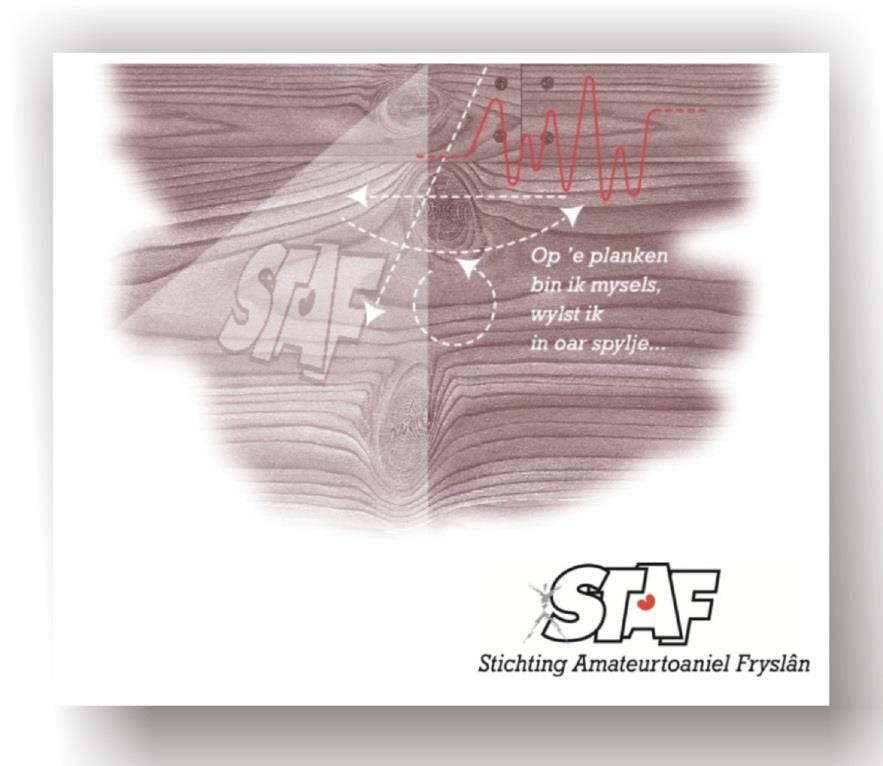 STAF
Op 'e planken
bin ik mysels,
wylst ik
in oar spylje...
STAF
Stichting Amateurtoaniel Fryslân